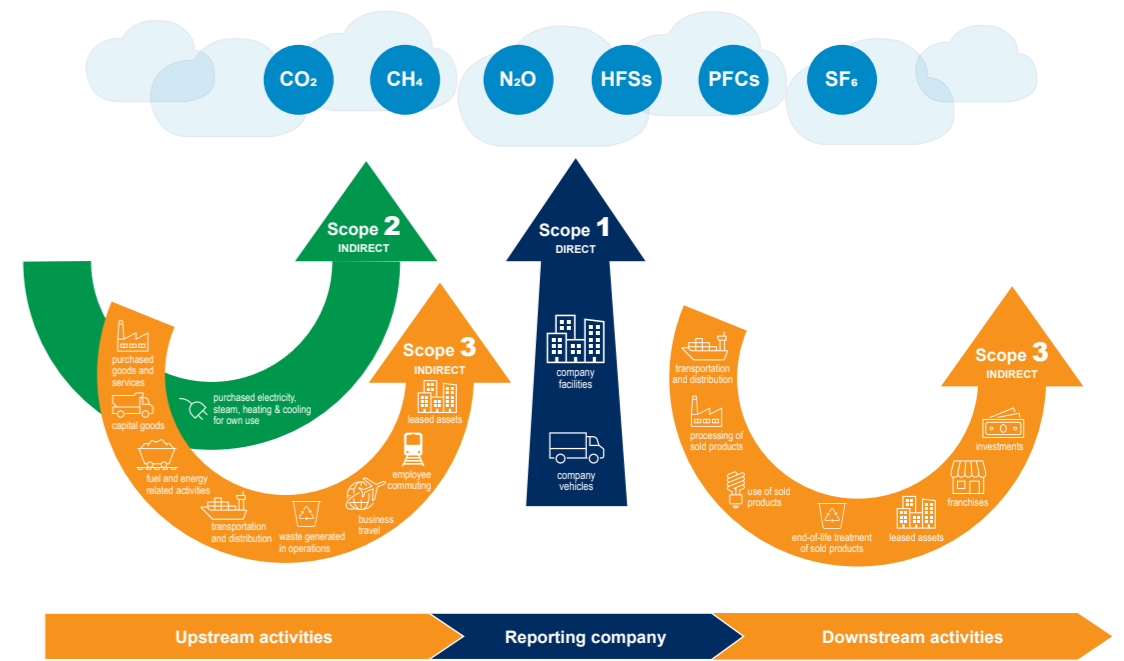 CO₂
CH₄
N₂O
HFSs
PFCs
SF₆
Scope 2
INDIRECT
purchased electricity,
steam, heating & cooling
for own use
Scope 3
INDIRECT
purchased
goods and
services
capital goods
fuel and energy
related activities
transportation
and distribution
waste generated
in operations
business
travel
employee
commuting
leased assets
Scope 1
DIRECT
company
facilities
company
vehicles
Scope 3
INDIRECT
transportation
and distribution
processing of
sold products
use of sold
products
end-of-life treatment
of sold products
leased assets
franchises
investments
Upstream activities
Reporting company
Downstream activities